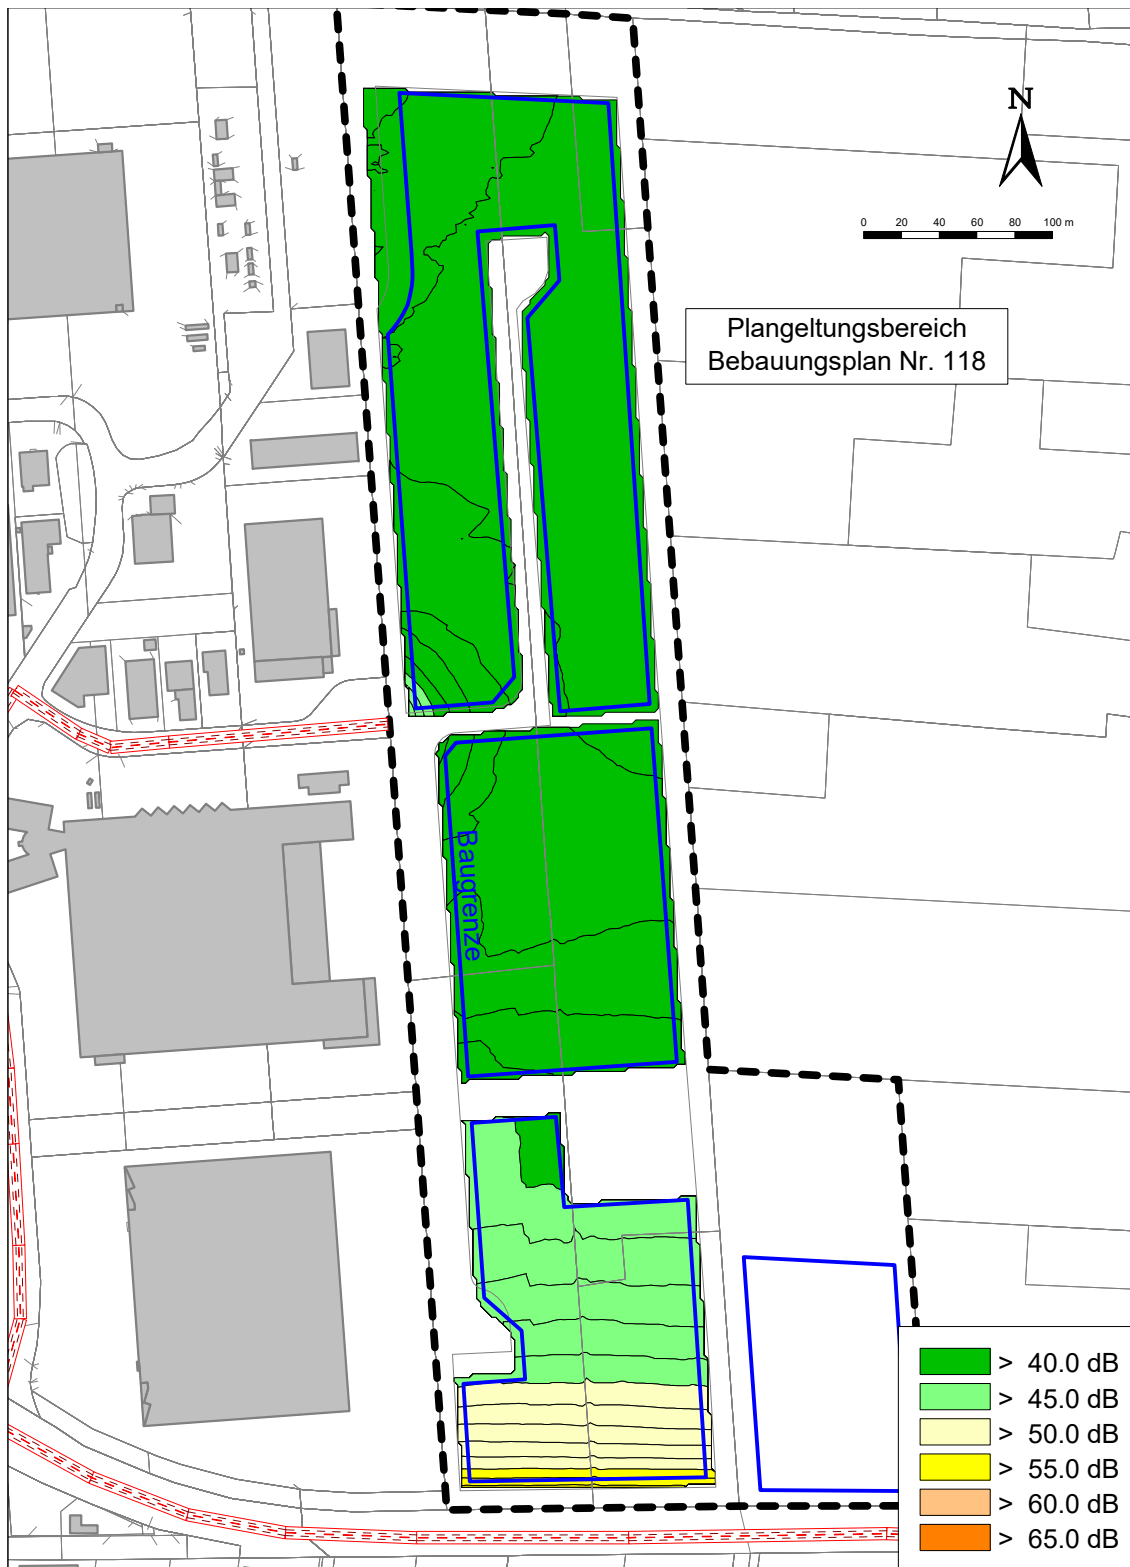 N
0 20 40 60 80 100 m
Plangeltungsbereich
Bebauungsplan Nr. 118
Baugrenze
> 40.0 dB
> 45.0 dB
> 50.0 dB
> 55.0 dB
> 60.0 dB
> 65.0 dB